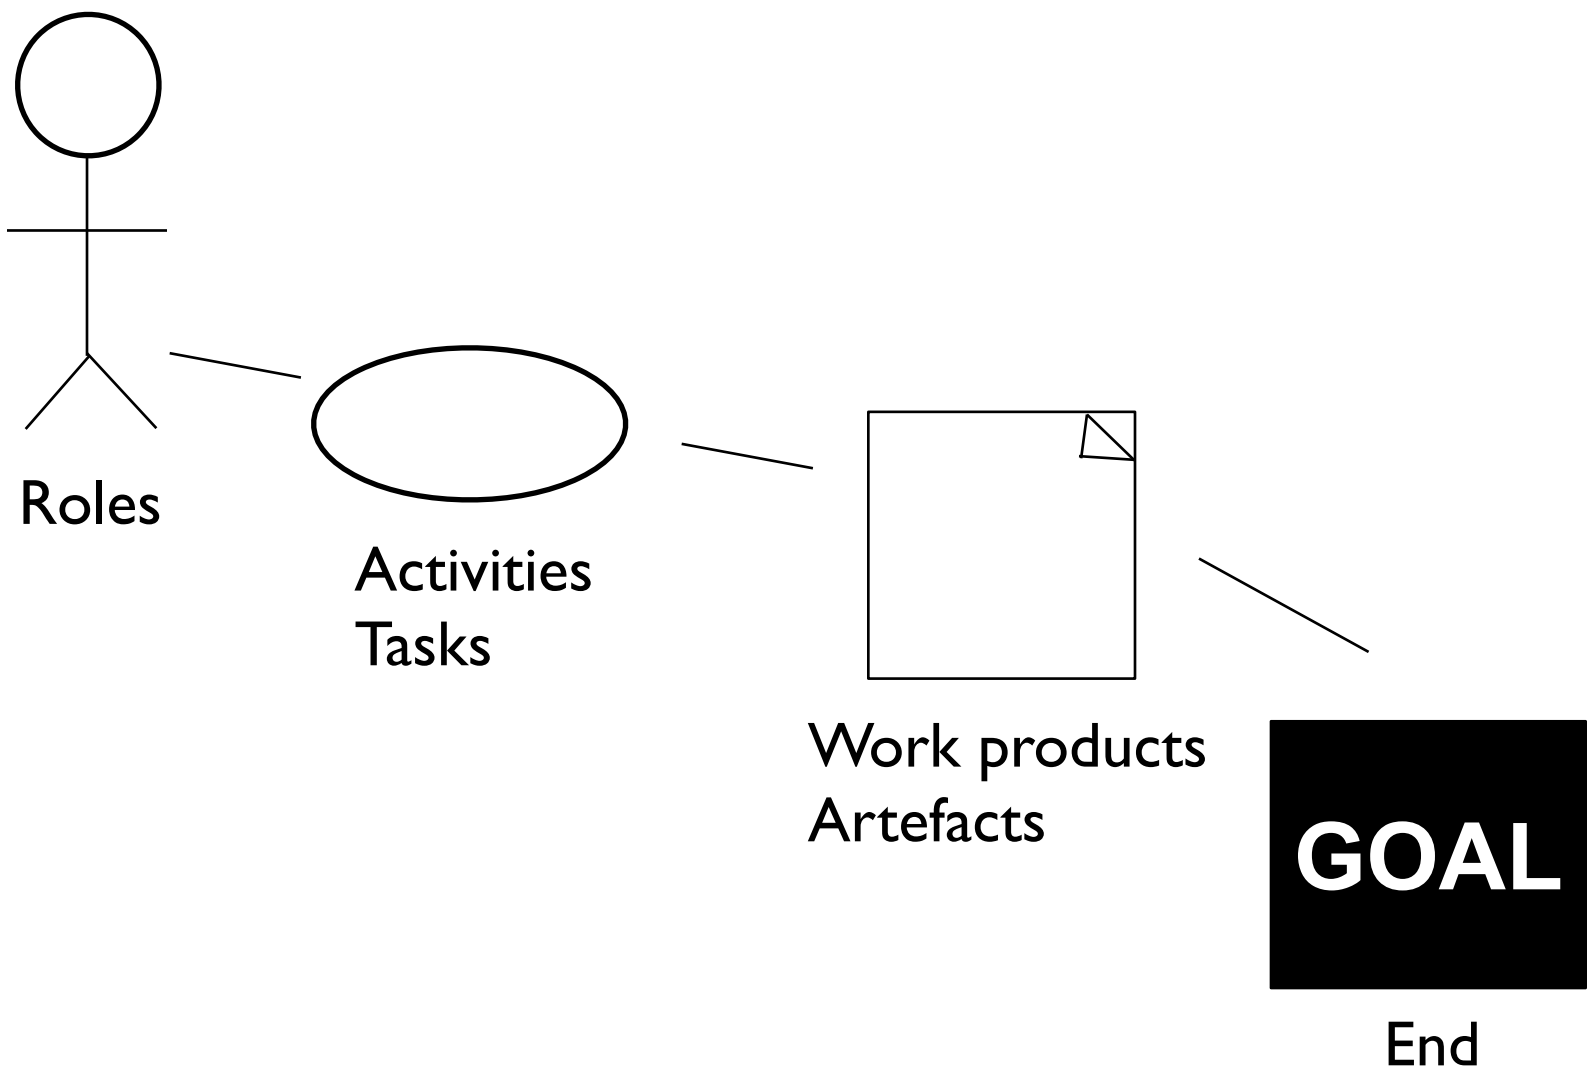 Roles
Activities
Tasks
Work products
Artefacts
GOAL
End